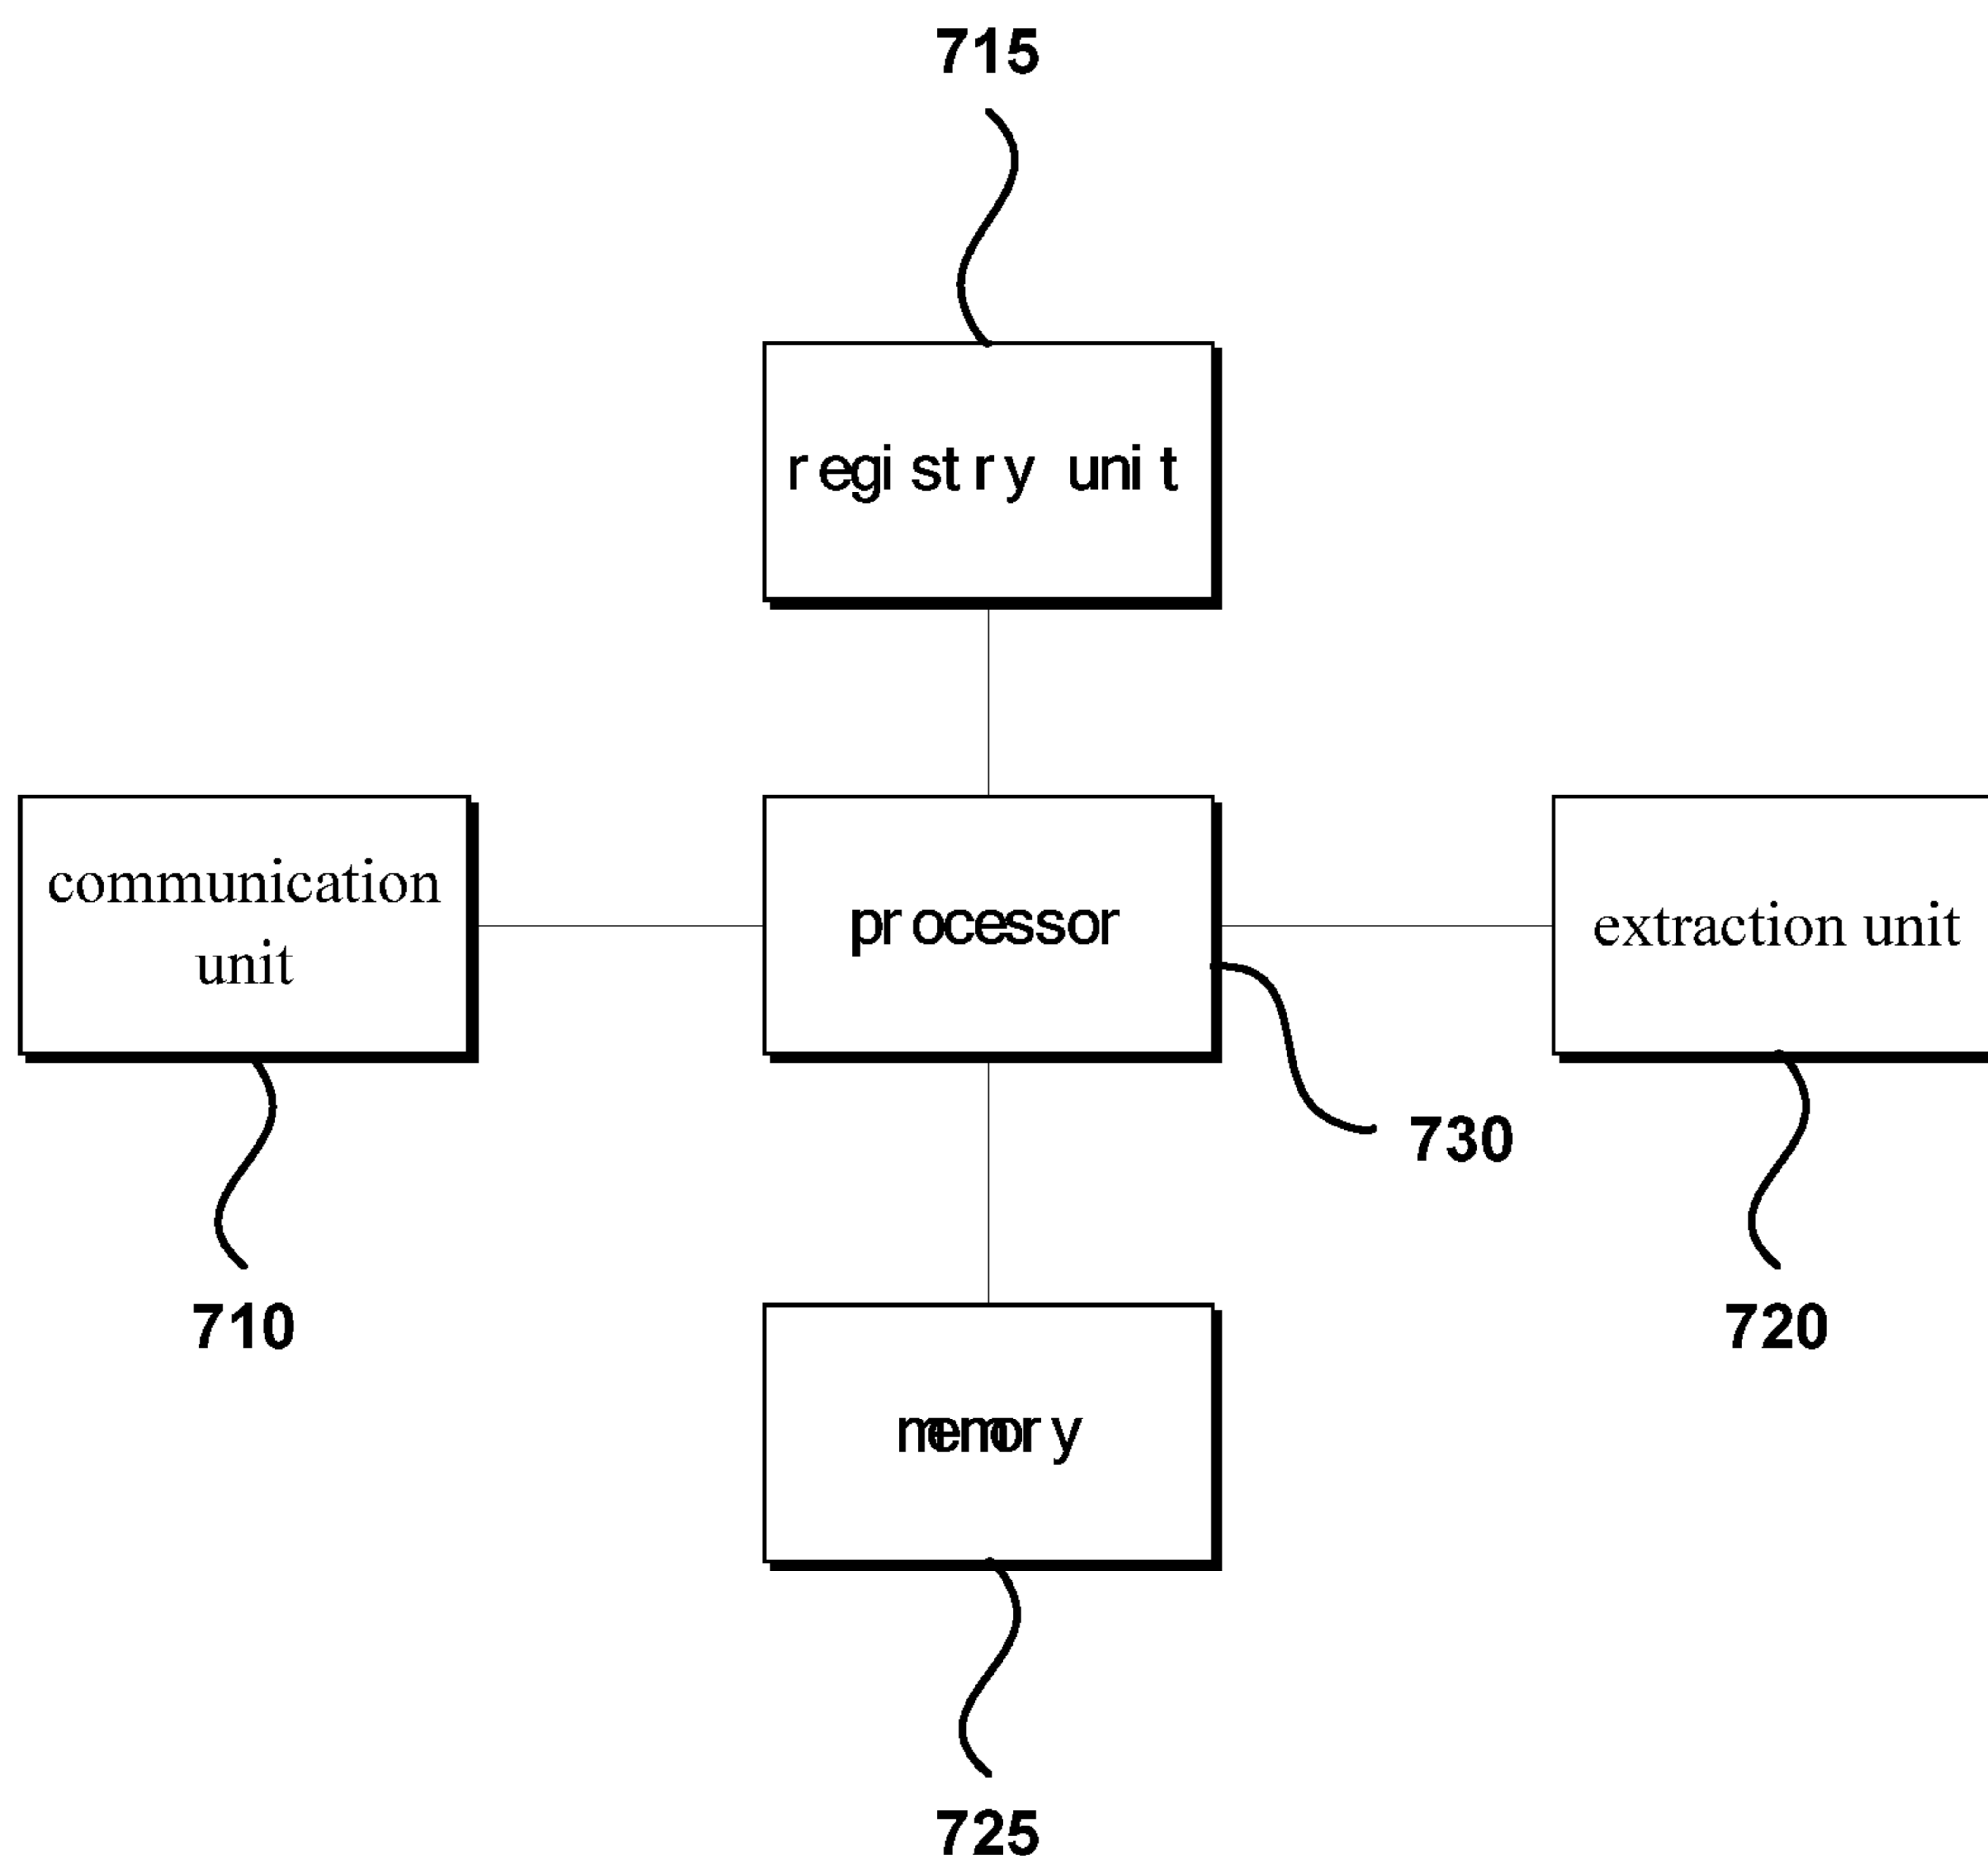 715
registry unit
communication
unit
processor
extraction unit
730
710
720
memory
725